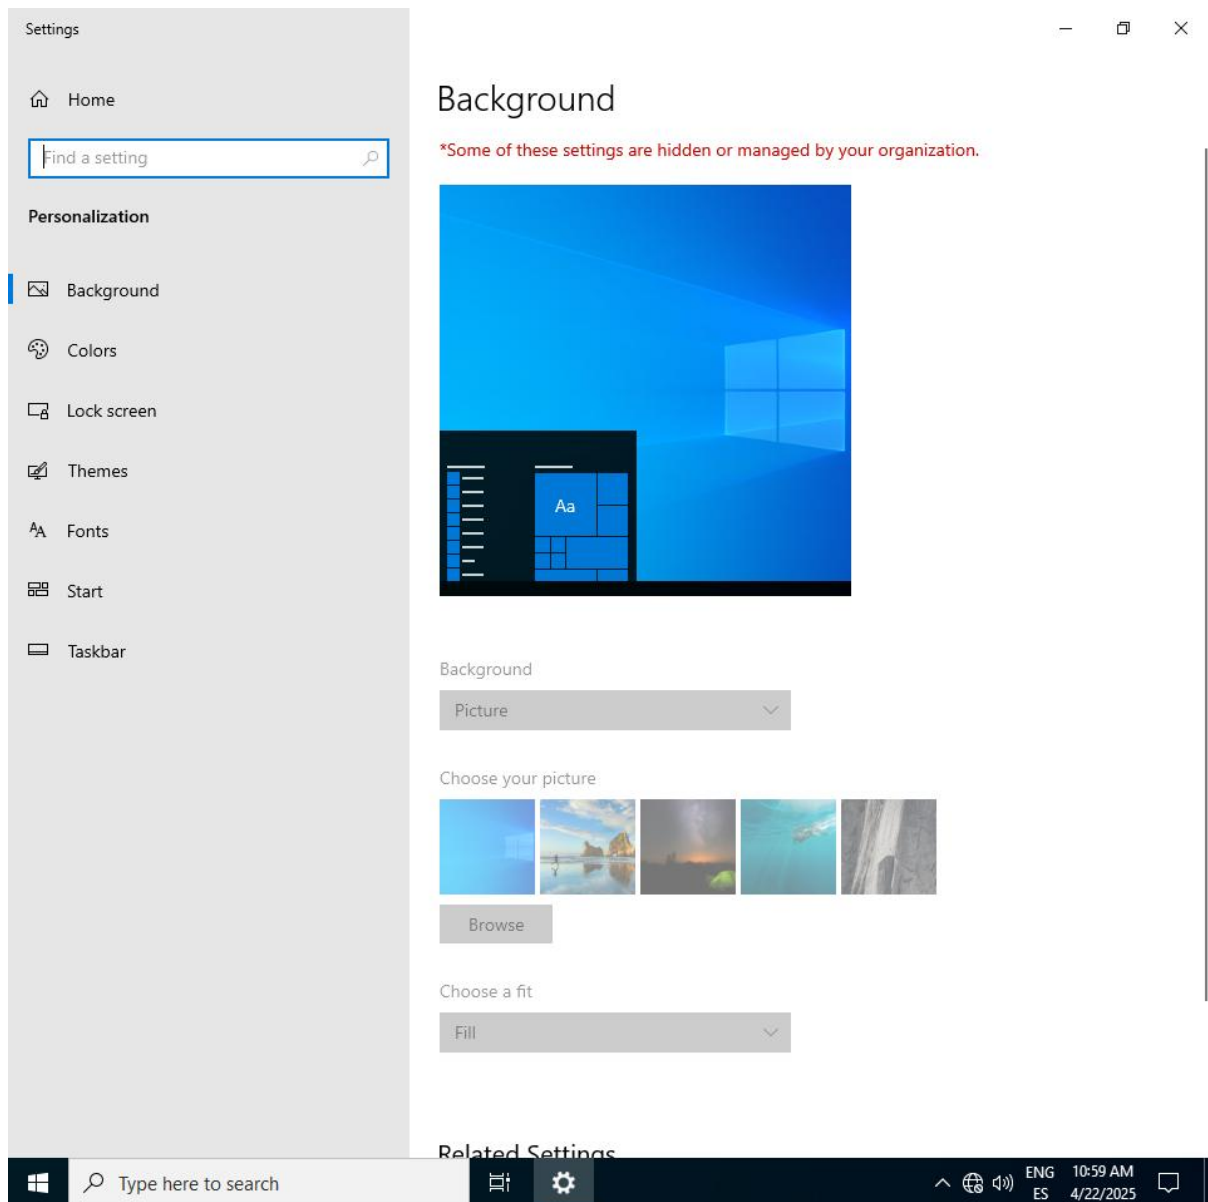 Settings
Home
Find a setting
Personalization
Background
Colors
Lock screen
Themes
Fonts
Start
Taskbar
Background
*Some of these settings are hidden or managed by your organization.
Aa
Background
Picture
Choose your picture
Browse
Choose a fit
Fill
Related Settings
Type here to search
ENG
ES
10:59 AM
4/22/2025